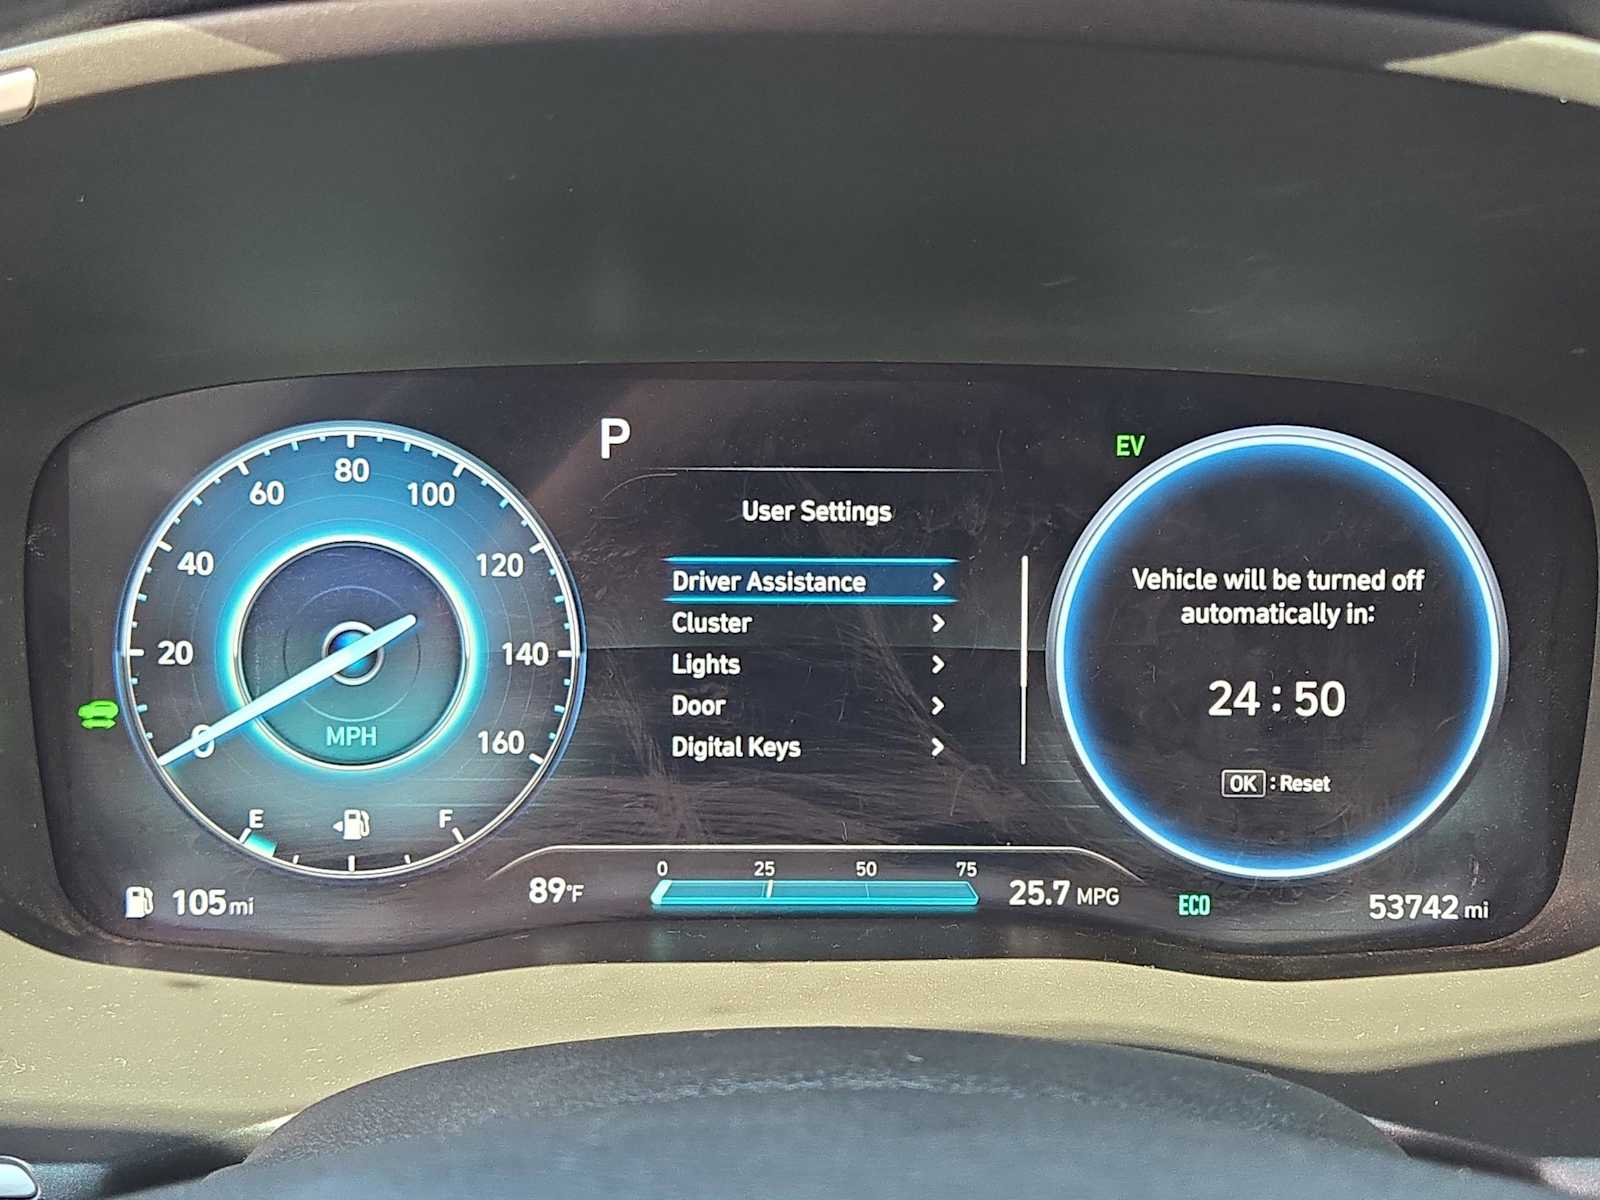 P
EV
80
60
100
40
120
20
140
0
160
MPH
E
F
User Settings
Driver Assistance
Cluster
Lights
Door
Digital Keys
Vehicle will be turned off
automatically in:
24 : 50
OK : Reset
0 25 50 75
105 mi
89°F
25.7 MPG
ECO
53742 mi